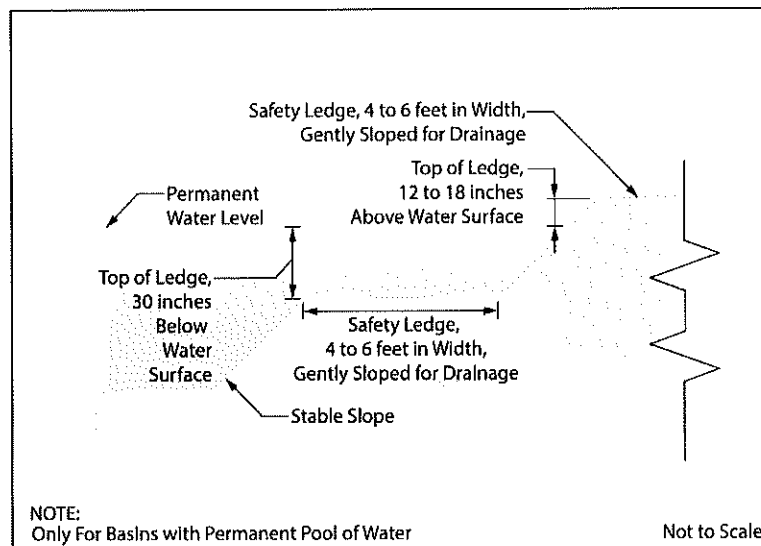 Safety Ledge, 4 to 6 feet in Width,
Gently Sloped for Drainage
Top of Ledge,
12 to 18 inches
Above Water Surface
Permanent
Water Level
Top of Ledge,
30 inches
Below
Water
Surface
Safety Ledge,
4 to 6 feet in Width,
Gently Sloped for Drainage
Stable Slope
NOTE:
Only For Basins with Permanent Pool of Water
Not to Scale